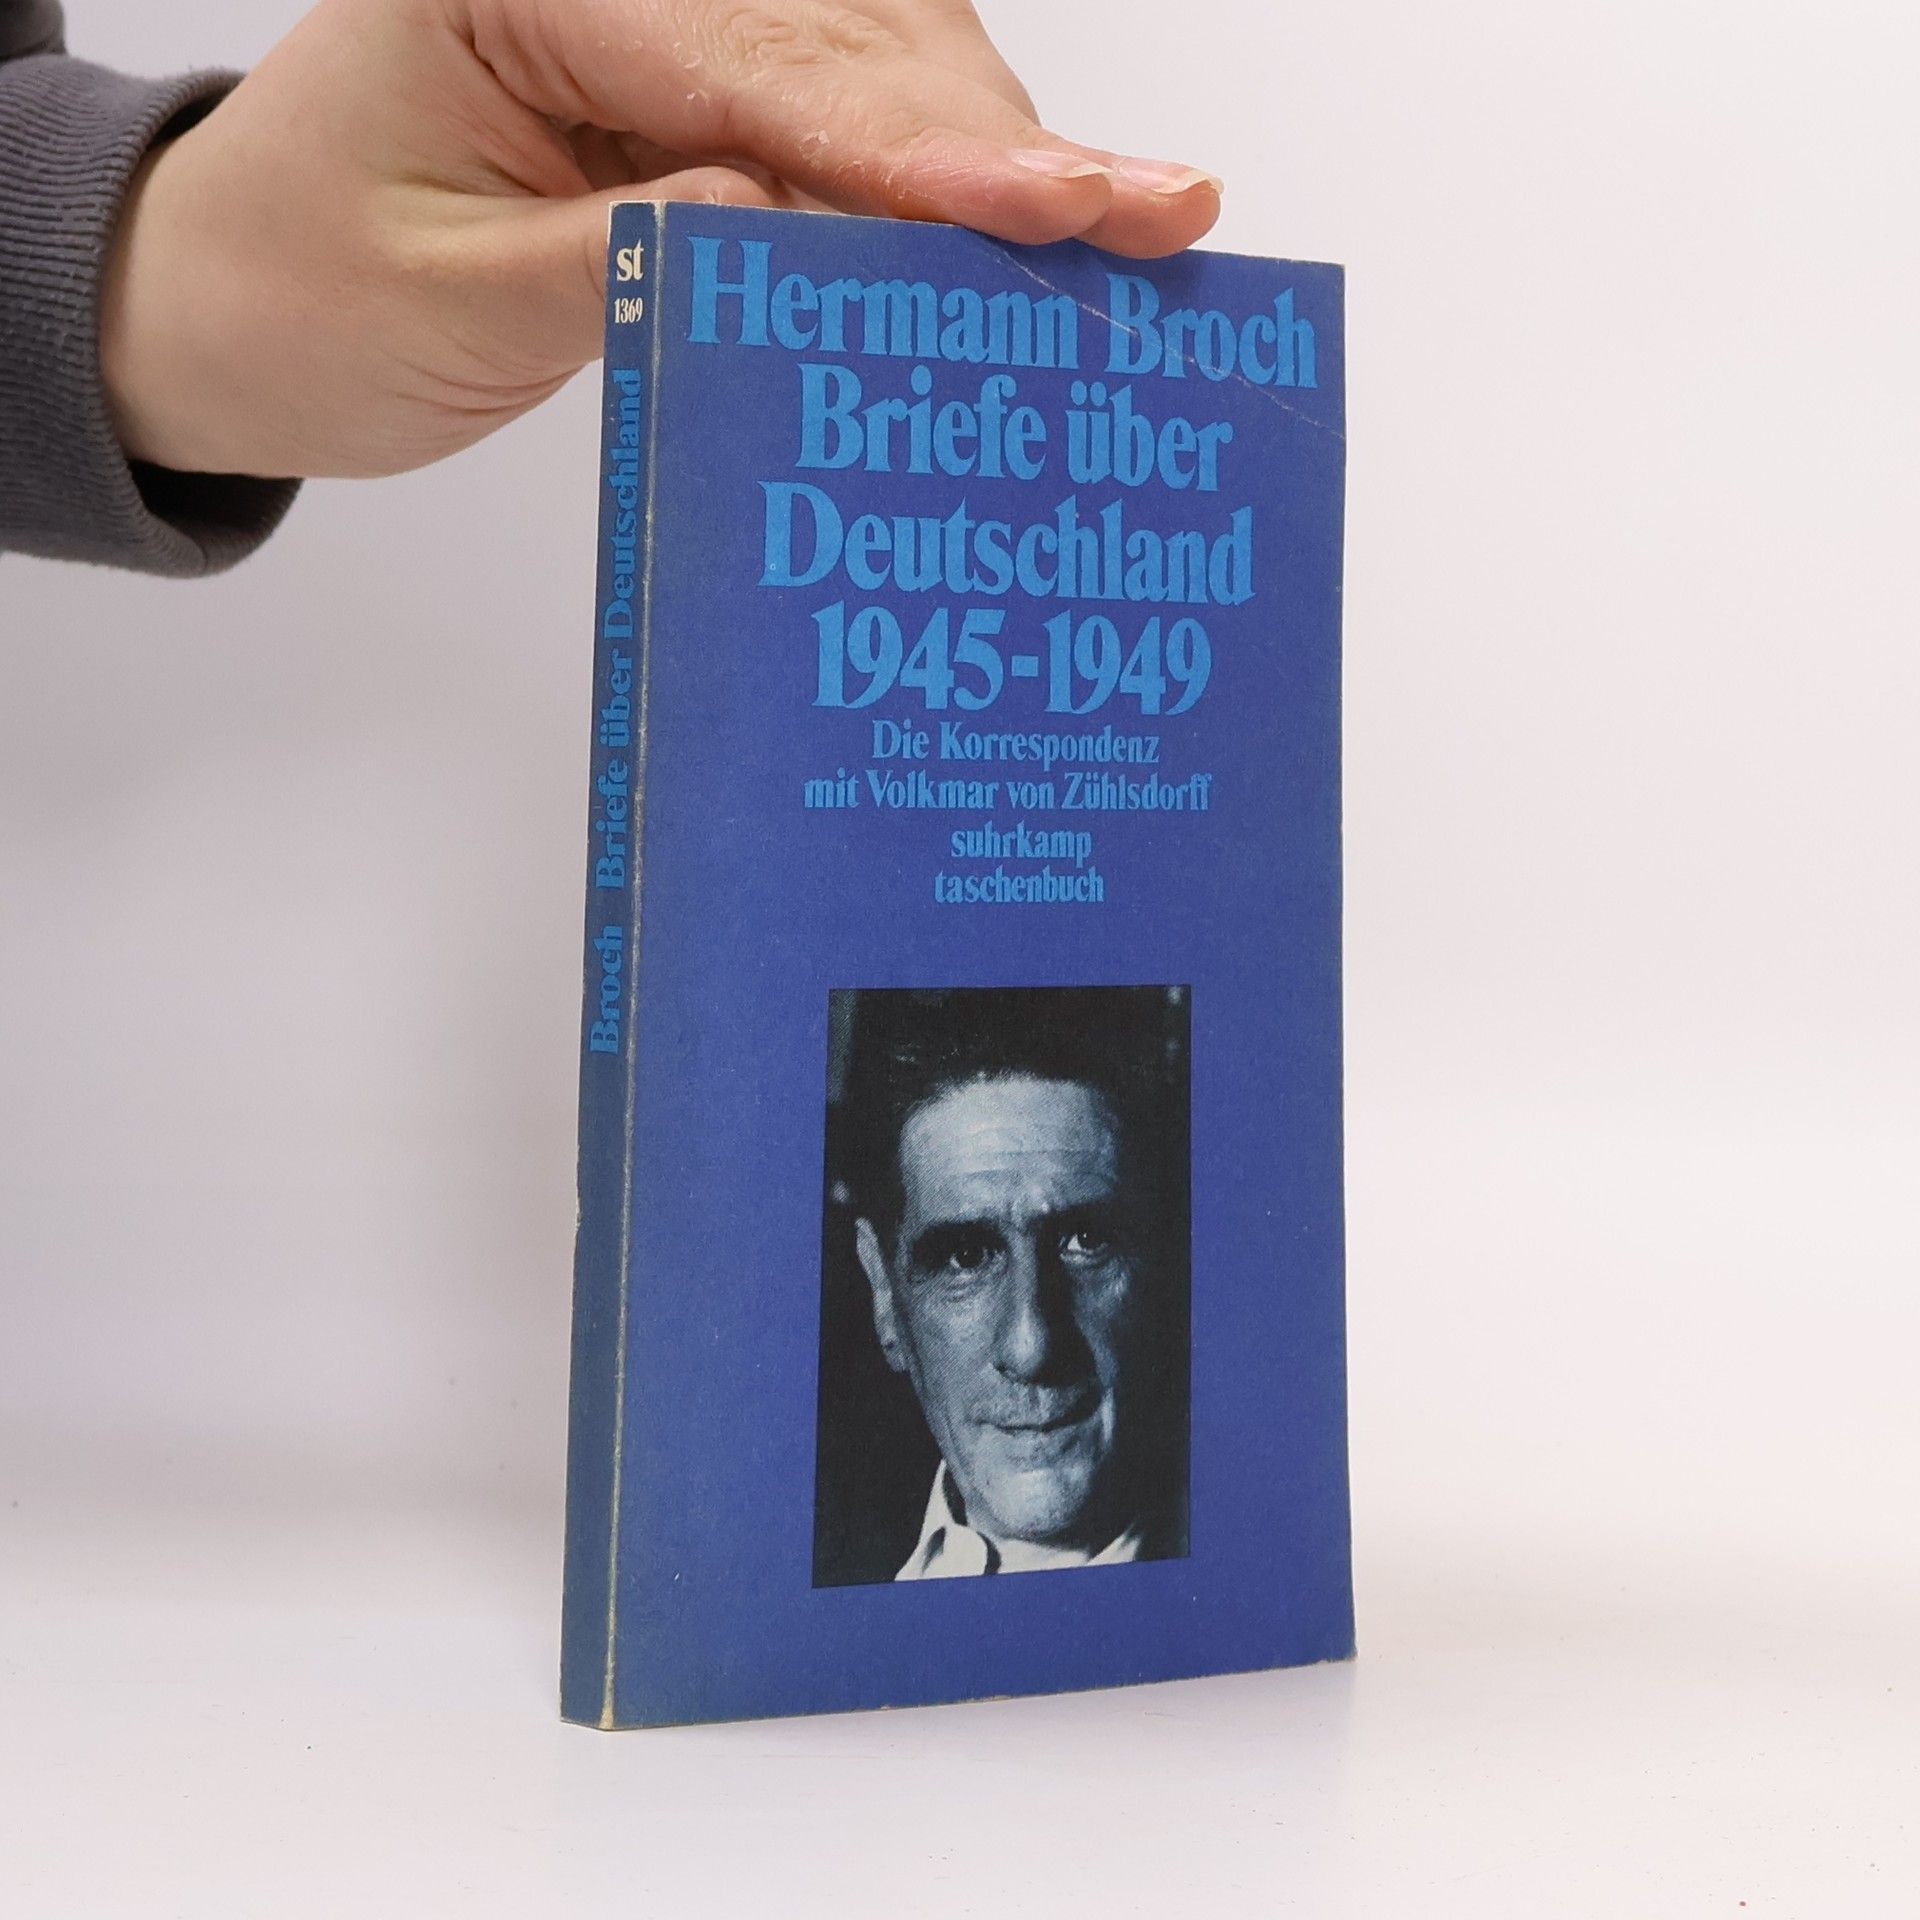 st
1369
Broch Briefe über Deutschland
Hermann Broch
Briefe über
Deutschland
1945-1949
Die Korrespondenz
mit Volkmar von Zühlsdorff
suhrkamp
taschenbuch